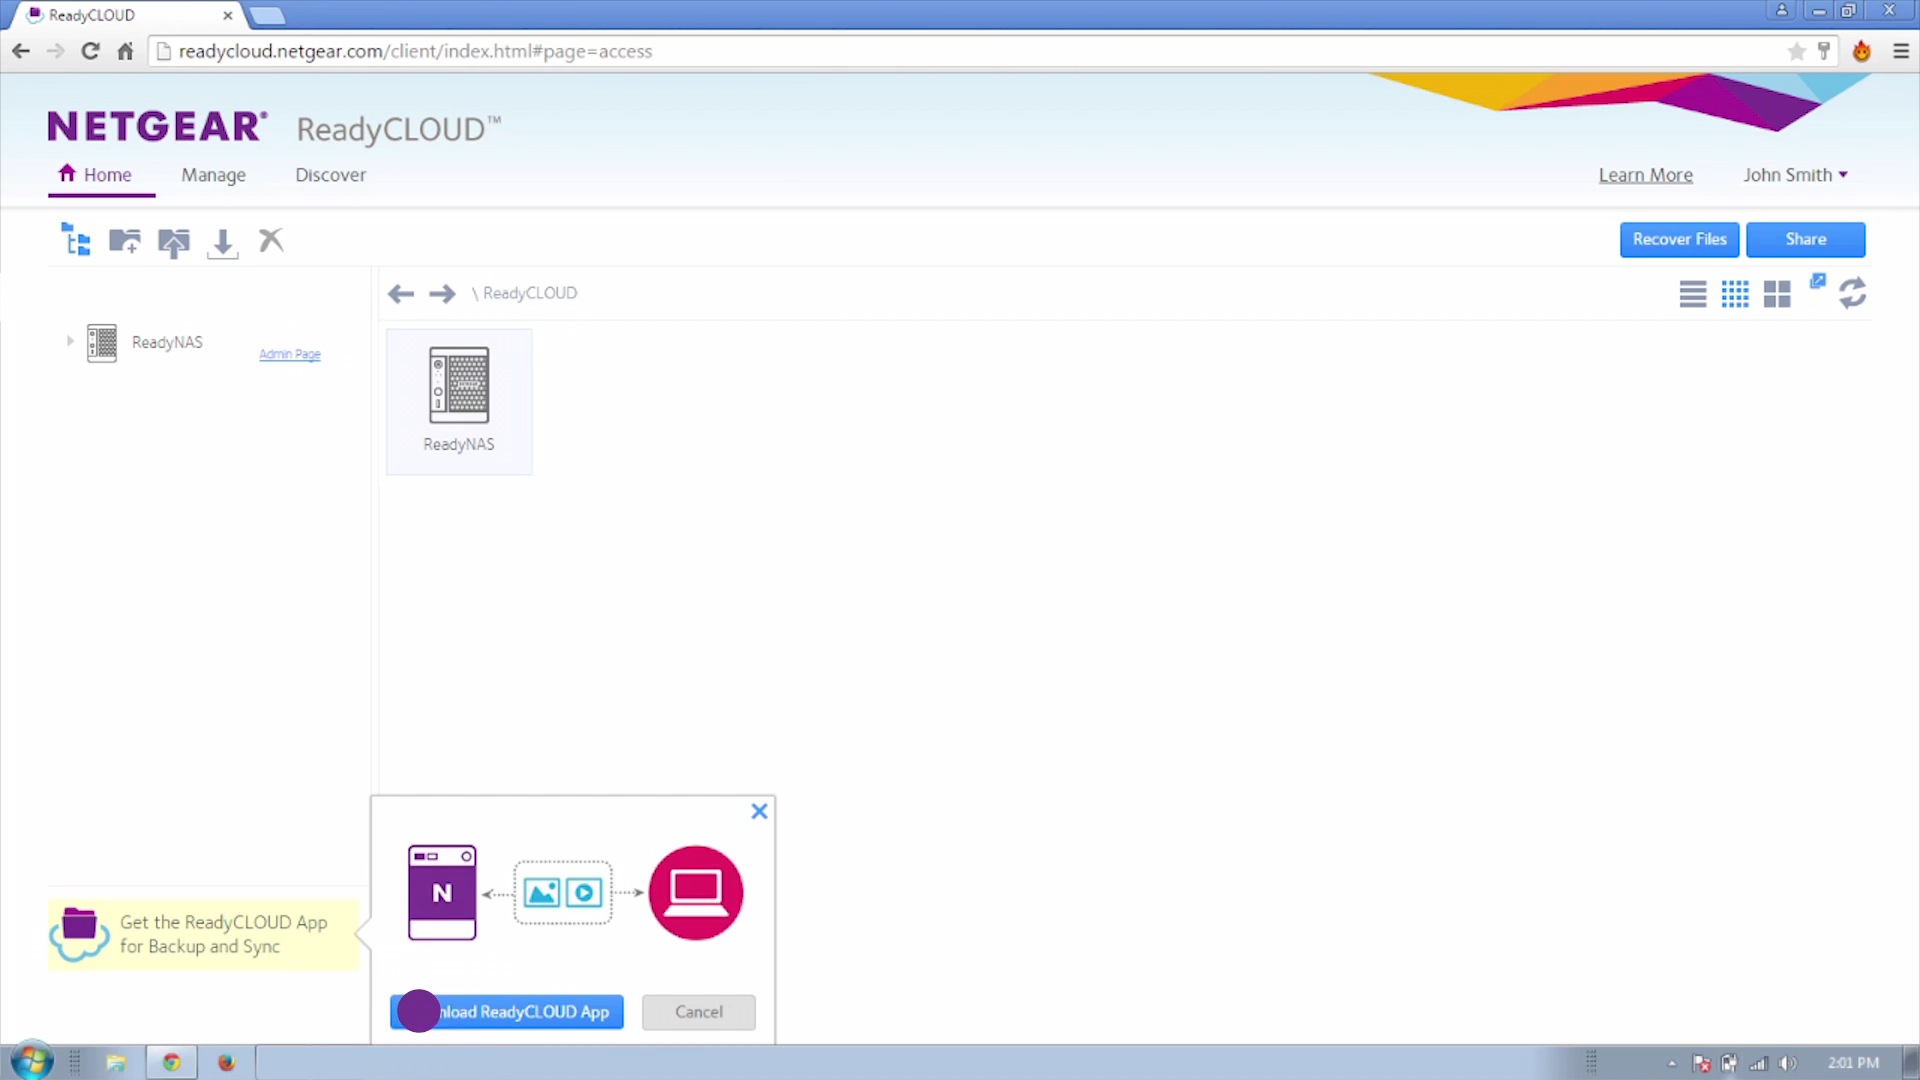 ReadyCLOUD
readycloud.netgear.com/client/index.html#page=access
NETGEAR® ReadyCLOUD™
Home Manage Discover Learn More John Smith
Recover Files Share
\ ReadyCLOUD
ReadyNAS Admin Page
ReadyNAS
N
Get the ReadyCLOUD App
for Backup and Sync
ReadyCLOUD App Cancel
2:01 PM